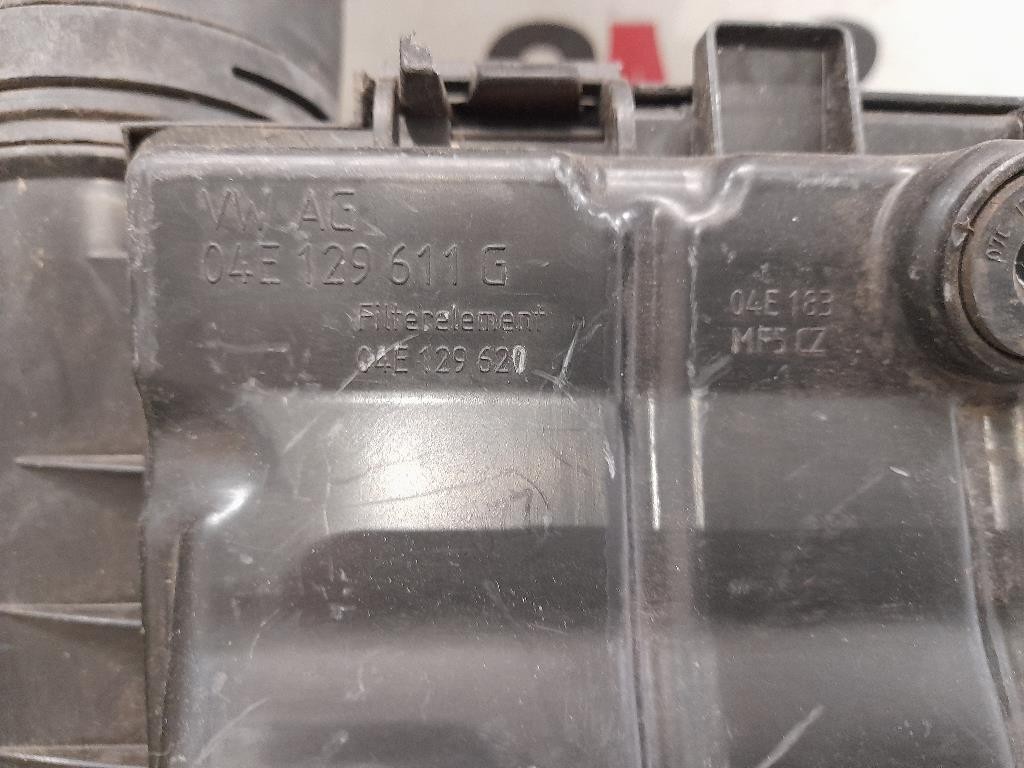 VW AG
04E 129 611 G
Filterelement
04E 129 620
04E 183
MF5 CZ